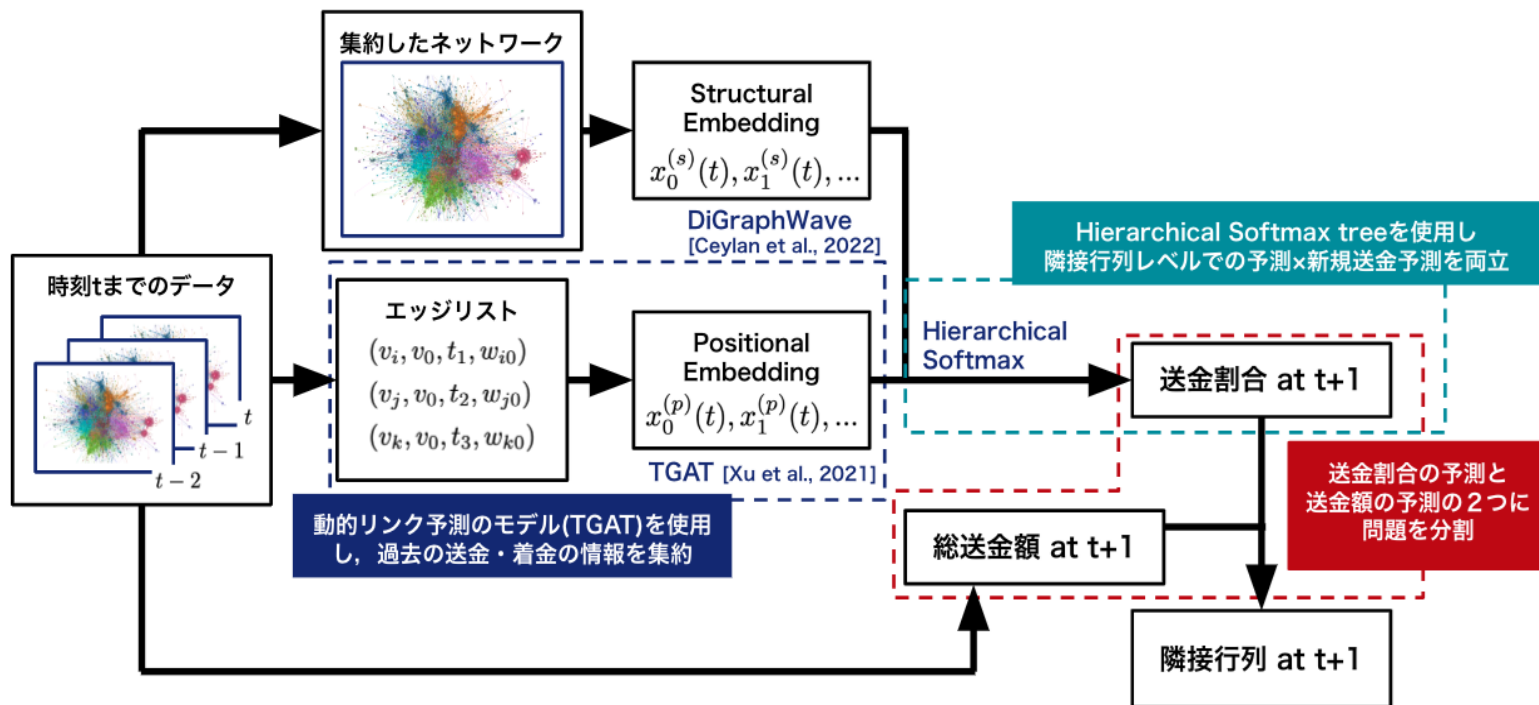 集約したネットワーク
Structural
Embedding
x_0^{(s)}(t), x_1^{(s)}(t), ...
DiGraphWave
[Ceylan et al., 2022]
Hierarchical Softmax treeを使用し
隣接行列レベルでの予測×新規送金予測を両立
時刻tまでのデータ
t
t − 1
t − 2
エッジリスト
(v_i, v_0, t_1, w_{i0})
(v_j, v_0, t_2, w_{j0})
(v_k, v_0, t_3, w_{k0})
Positional
Embedding
x_0^{(p)}(t), x_1^{(p)}(t), ...
TGAT [Xu et al., 2021]
Hierarchical
Softmax
送金割合 at t+1
動的リンク予測のモデル(TGAT)を使用
し，過去の送金・着金の情報を集約
送金割合の予測と
送金額の予測の２つに
問題を分割
総送金額 at t+1
隣接行列 at t+1